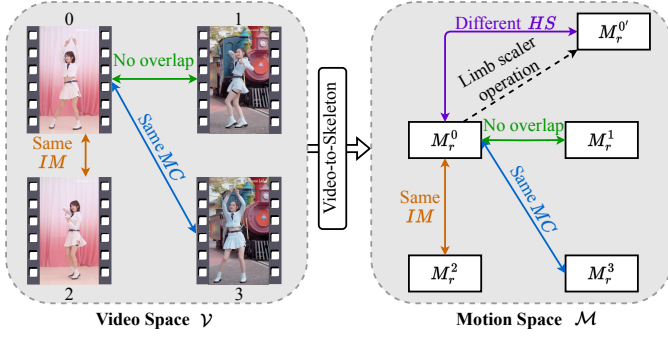 0
1
No overlap
Same
IM
Same MC
2
3
Video Space 𝒱
Video-to-Skeleton
Different HS
Limb scaler
operation
M_r^{0'}
M_r^0
No overlap
M_r^1
Same
IM
Same MC
M_r^2
M_r^3
Motion Space ℳ